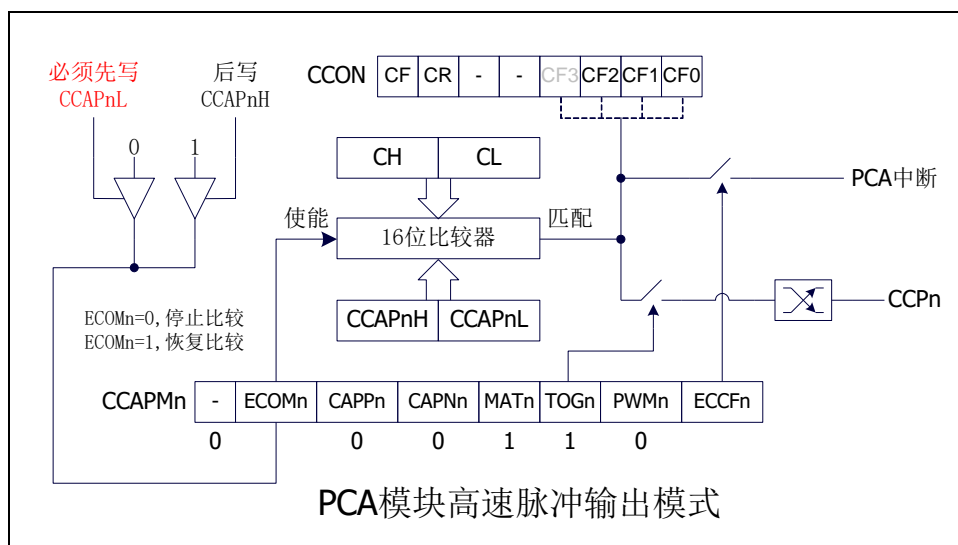 必须先写 后写 CCON CF CR - - CF3 CF2 CF1 CF0
CCAPnL CCAPnH
0 1
CH CL
PCA中断
使能 16位比较器 匹配
CCAPnH CCAPnL
CCPn
ECOMn=0,停止比较
ECOMn=1,恢复比较
CCAPMn - ECOMn CAPPn CAPNn MATn TOGn PWMn ECCFn
0 0 0 1 1 0
PCA模块高速脉冲输出模式